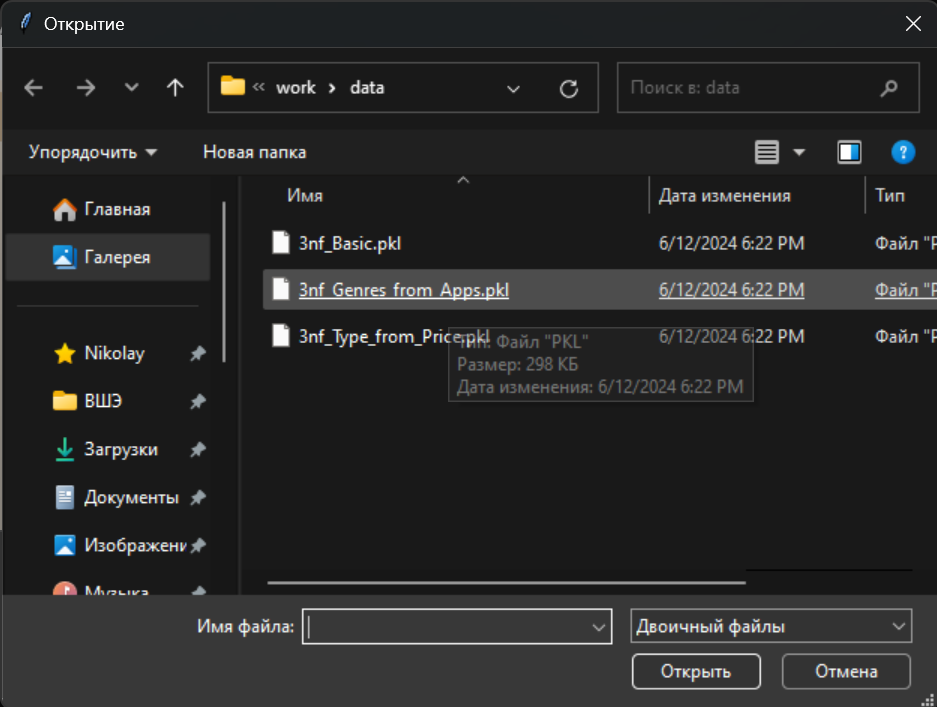 Открытие
« work › data
Поиск в: data
Упорядочить
Новая папка
?
Имя
Дата изменения
Тип
Главная
Галерея
Nikolay
ВШЭ
Загрузки
Документы
Изображени
Музыка
3nf_Basic.pkl
6/12/2024 6:22 PM
Файл "P
3nf_Genres_from_Apps.pkl
6/12/2024 6:22 PM
Файл "P
3nf_Type_from_Price.pkl
6/12/2024 6:22 PM
Файл "P
Тип: Файл "PKL"
Размер: 298 КБ
Дата изменения: 6/12/2024 6:22 PM
Имя файла:
Двоичный файлы
Открыть
Отмена